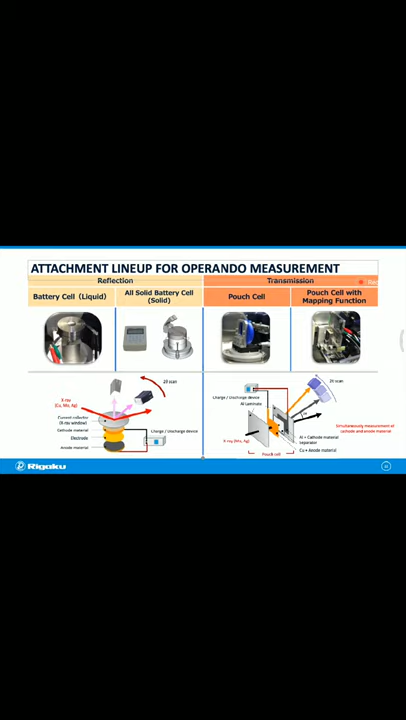 ATTACHMENT LINEUP FOR OPERANDO MEASUREMENT
Reflection
Transmission
Rec
Battery Cell (Liquid)
All Solid Battery Cell
(Solid)
Pouch Cell
Pouch Cell with
Mapping Function
2θ scan
X-ray
(Cu, Mo, Ag)
Current collector
(X-ray window)
Cathode material
Electrode
Anode material
Charge / Discharge device
2θ scan
Charge / Discharge device
Al Laminate
X-ray (Mo, Ag)
Pouch cell
Simultaneously measurement of
cathode and anode material
Al + Cathode material
separator
Cu + Anode material
Rigaku